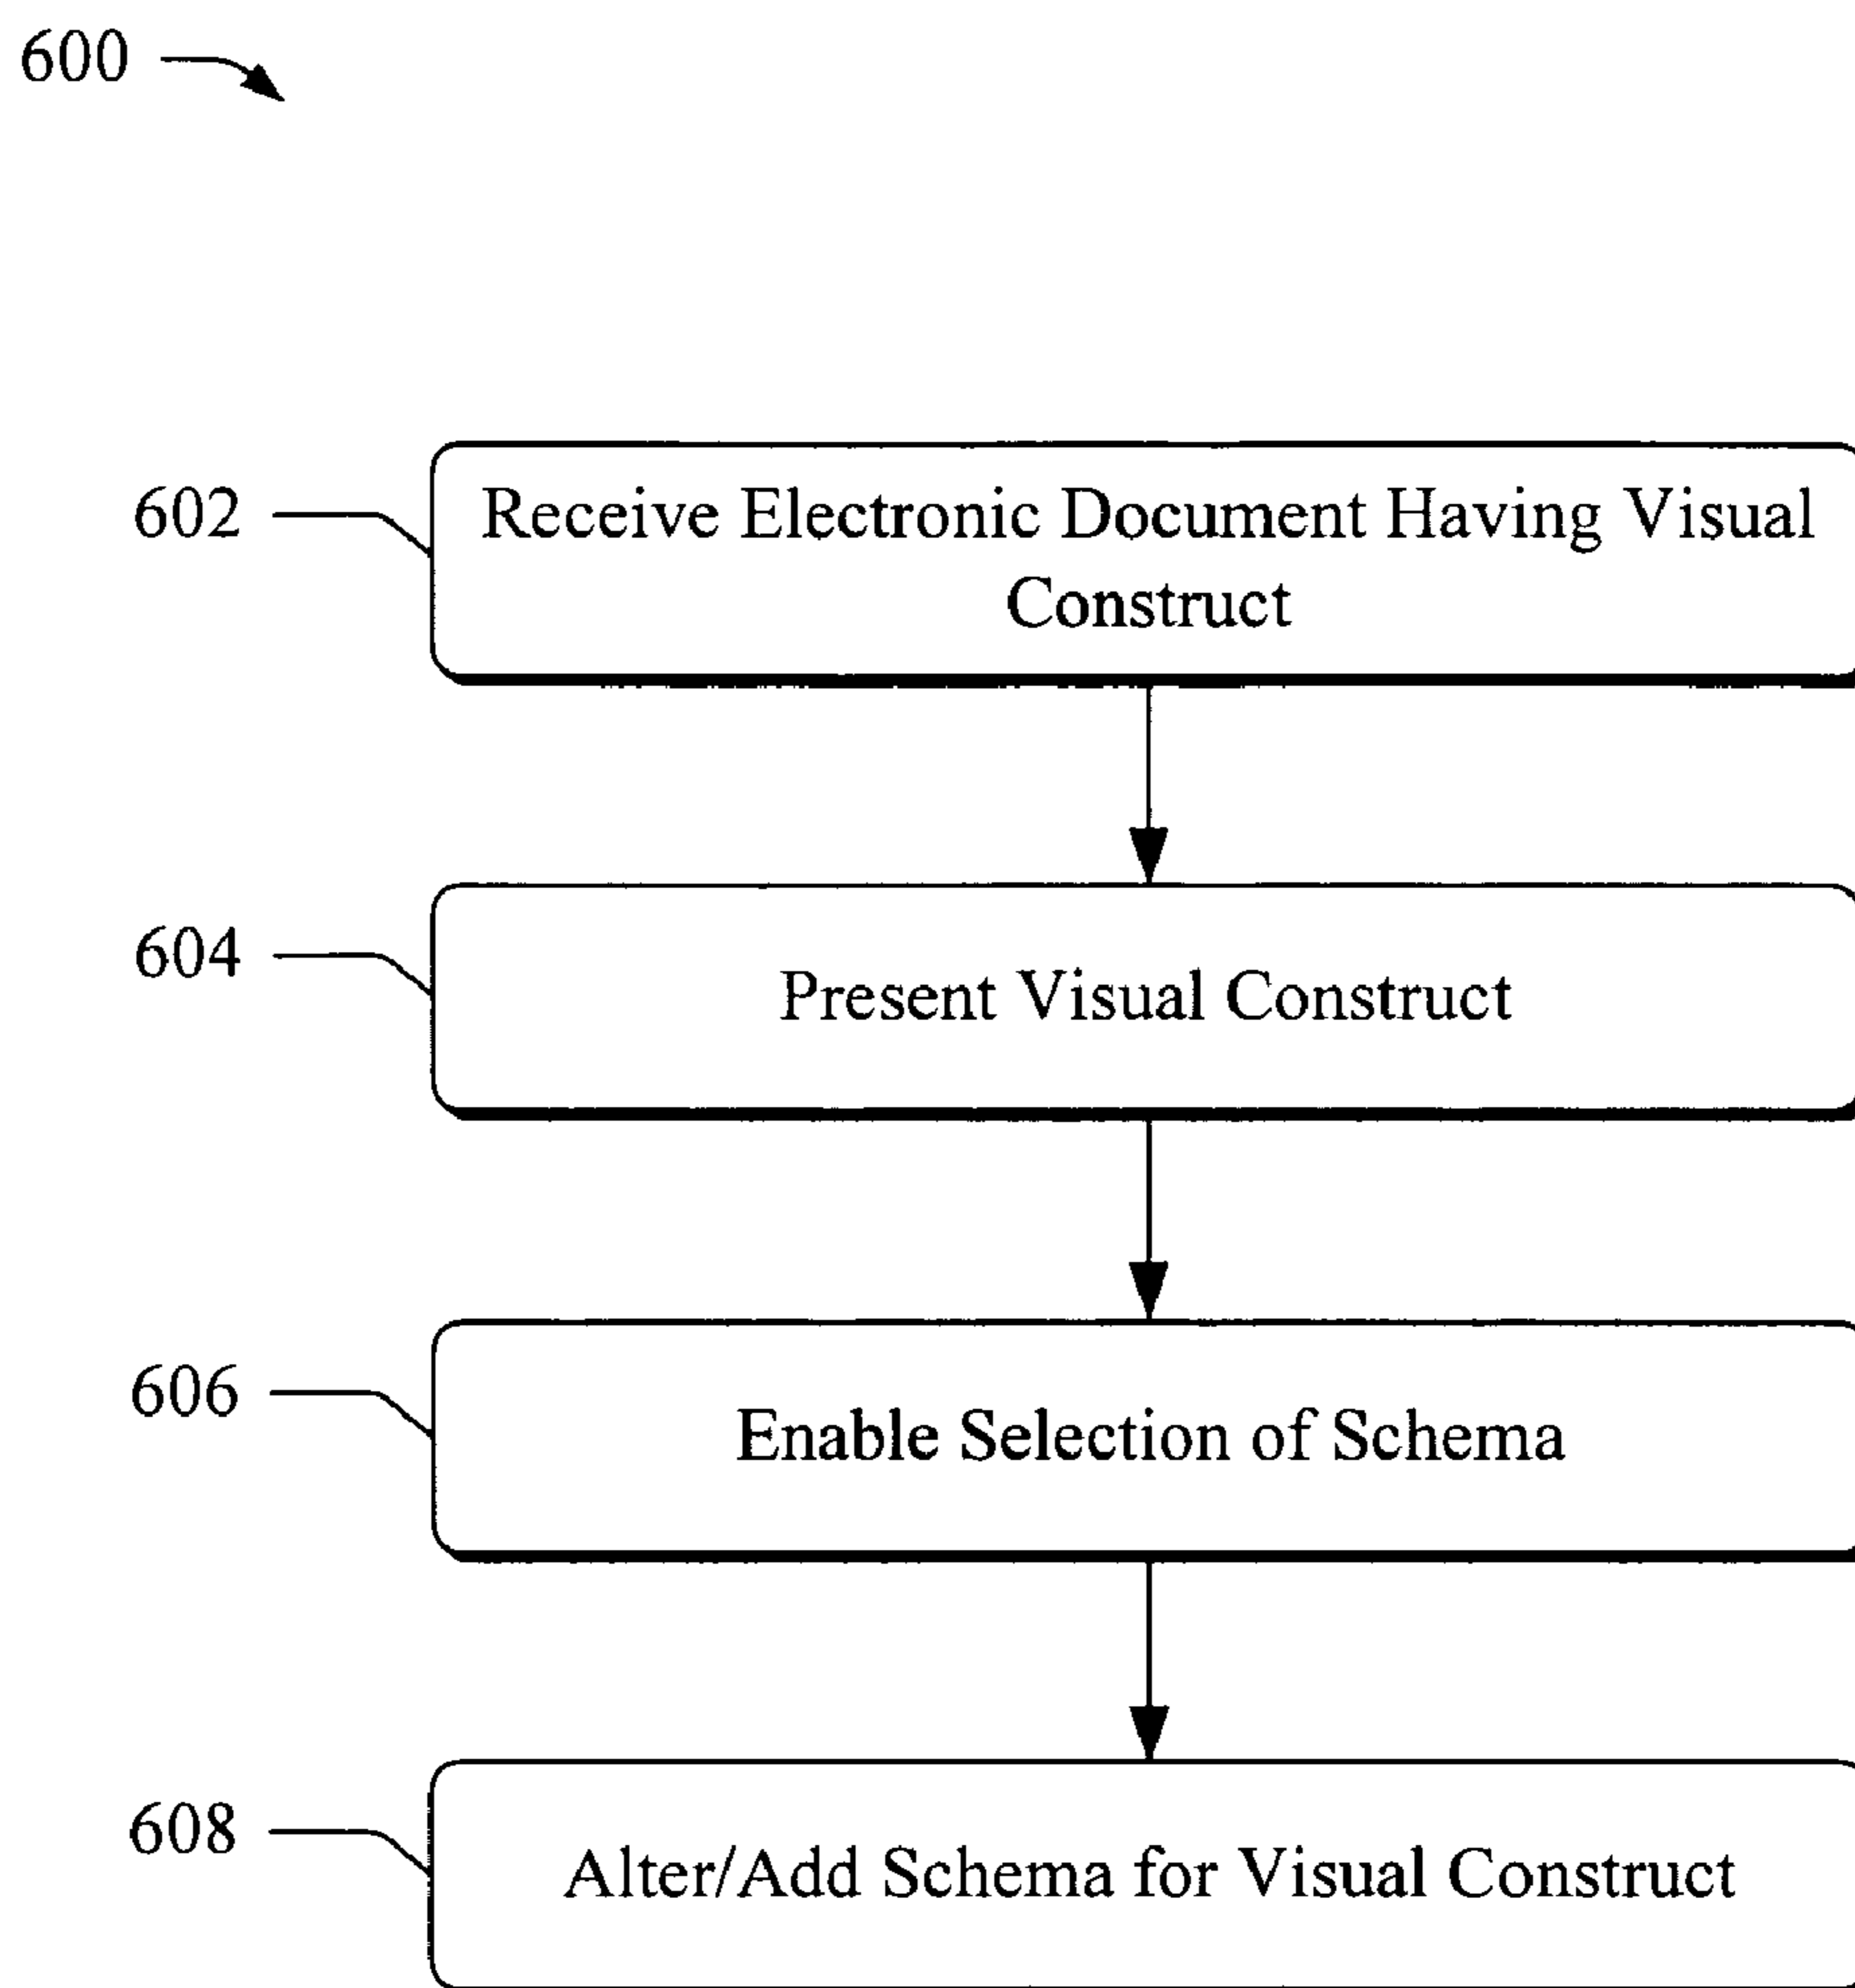 600
602
Receive Electronic Document Having Visual
Construct
604
Present Visual Construct
606
Enable Selection of Schema
608
Alter/Add Schema for Visual Construct